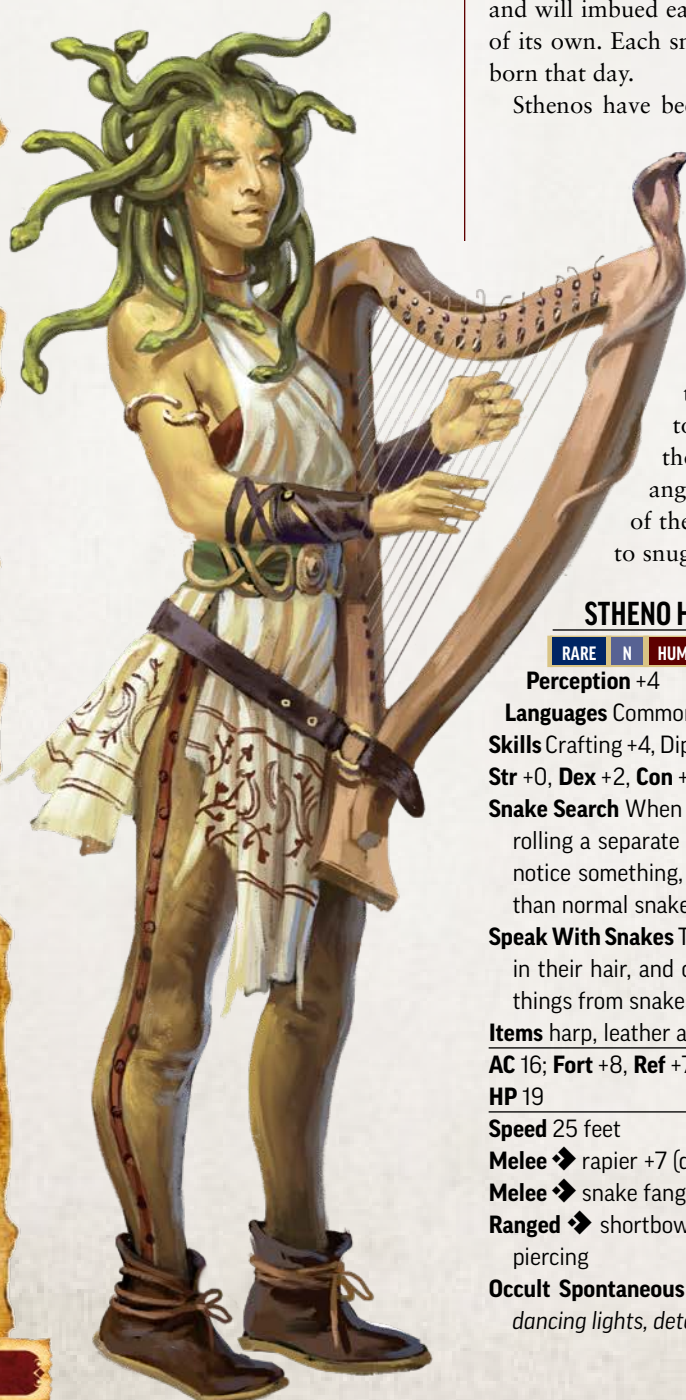 and will imbued ea
of its own. Each sn
born that day.
Sthenos have bee
to
the
ang
of the
to snug
STHENO H
RARE N HUM
Perception +4
Languages Common
Skills Crafting +4, Dip
Str +0, Dex +2, Con +
Snake Search When
rolling a separate
notice something,
than normal snake
Speak With Snakes T
in their hair, and c
things from snake
Items harp, leather a
AC 16; Fort +8, Ref +7
HP 19
Speed 25 feet
Melee rapier +7 (d
Melee snake fang
Ranged shortbow
piercing
Occult Spontaneous
dancing lights, dete